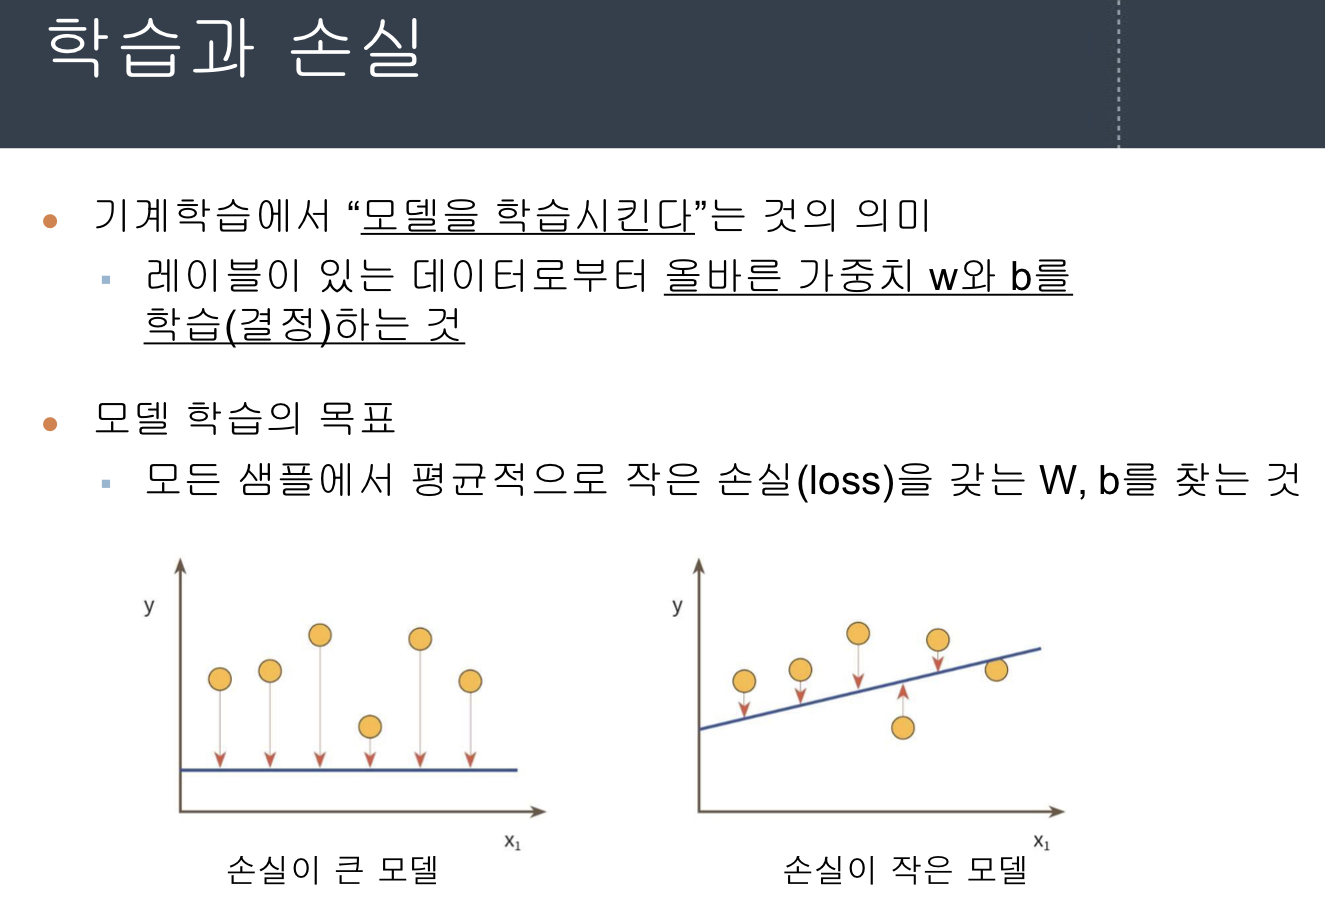 학습과 손실
기계학습에서 “모델을 학습시킨다”는 것의 의미
레이블이 있는 데이터로부터 올바른 가중치 w와 b를
학습(결정)하는 것
모델 학습의 목표
모든 샘플에서 평균적으로 작은 손실(loss)을 갖는 W, b를 찾는 것
y
x₁
손실이 큰 모델
y
x₁
손실이 작은 모델